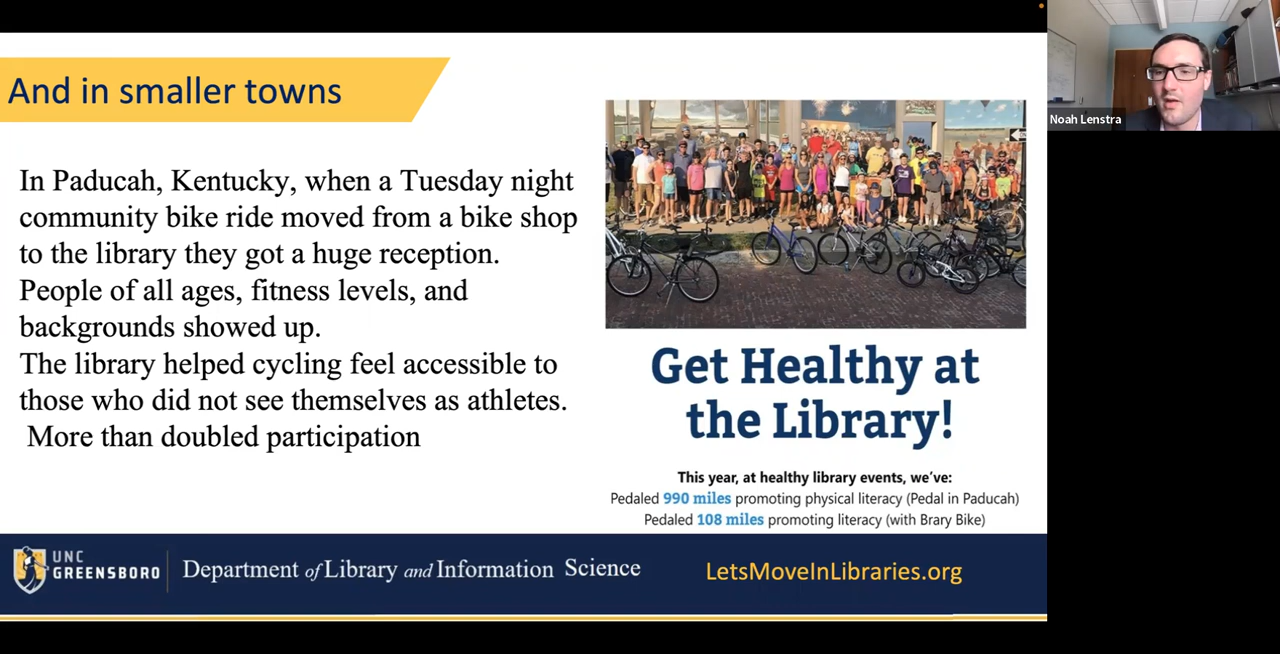 And in smaller towns
In Paducah, Kentucky, when a Tuesday night
community bike ride moved from a bike shop
to the library they got a huge reception.
People of all ages, fitness levels, and
backgrounds showed up.
The library helped cycling feel accessible to
those who did not see themselves as athletes.
More than doubled participation
Get Healthy at
the Library!
This year, at healthy library events, we've:
Pedaled 990 miles promoting physical literacy (Pedal in Paducah)
Pedaled 108 miles promoting literacy (with Brary Bike)
UNC
GREENSBORO
Department of Library and Information Science
LetsMoveInLibraries.org
Noah Lenstra